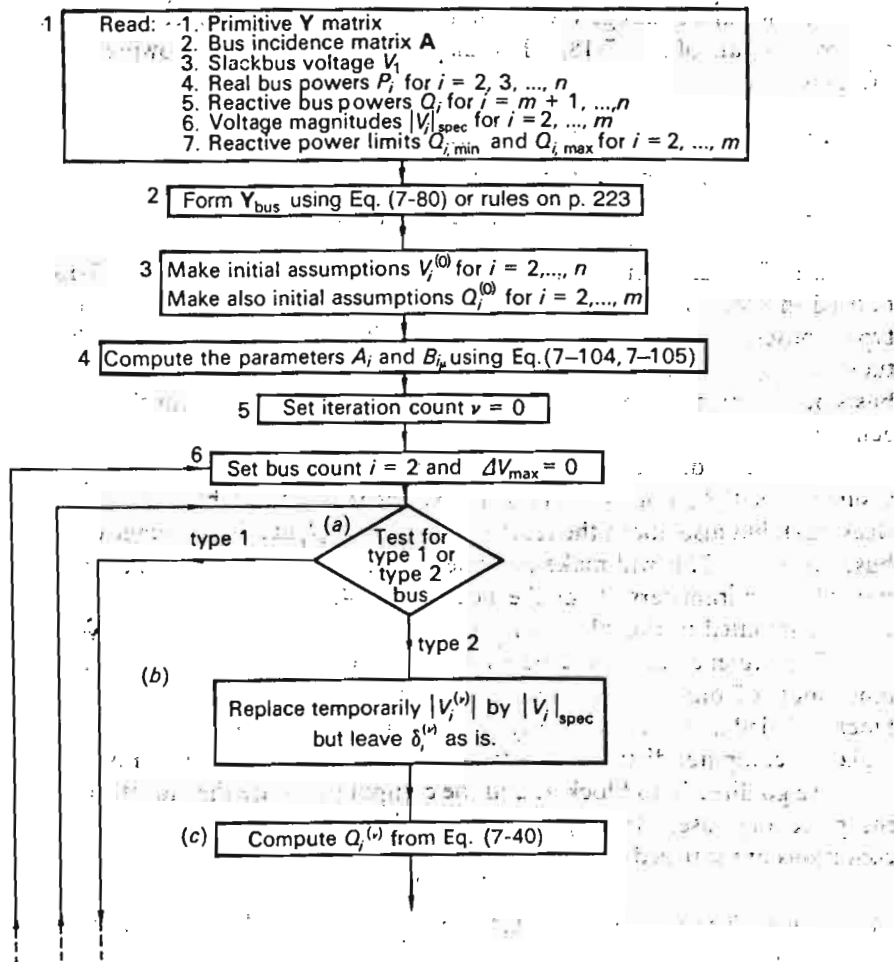 1
Read: 1. Primitive Y matrix
2. Bus incidence matrix A
3. Slackbus voltage V₁
4. Real bus powers Pᵢ for i = 2, 3, ..., n
5. Reactive bus powers Qᵢ for i = m + 1, ...,n
6. Voltage magnitudes |Vᵢ|spec for i = 2, ..., m
7. Reactive power limits Qi, min and Qi, max for i = 2, ..., m
2
Form Ybus using Eq. (7-80) or rules on p. 223
3
Make initial assumptions Vᵢ⁽⁰⁾ for i = 2,..., n
Make also initial assumptions Qᵢ⁽⁰⁾ for i = 2,..., m
4
Compute the parameters Aᵢ and Biμ using Eq.(7–104, 7–105)
5
Set iteration count ν = 0
6
Set bus count i = 2 and ΔVmax = 0
(a)
type 1
Test for
type 1 or
type 2
bus
type 2
(b)
Replace temporarily |Vᵢ⁽ᵛ⁾| by |Vᵢ|spec
but leave δᵢ⁽ᵛ⁾ as is.
(c)
Compute Qᵢ⁽ᵛ⁾ from Eq. (7-40)